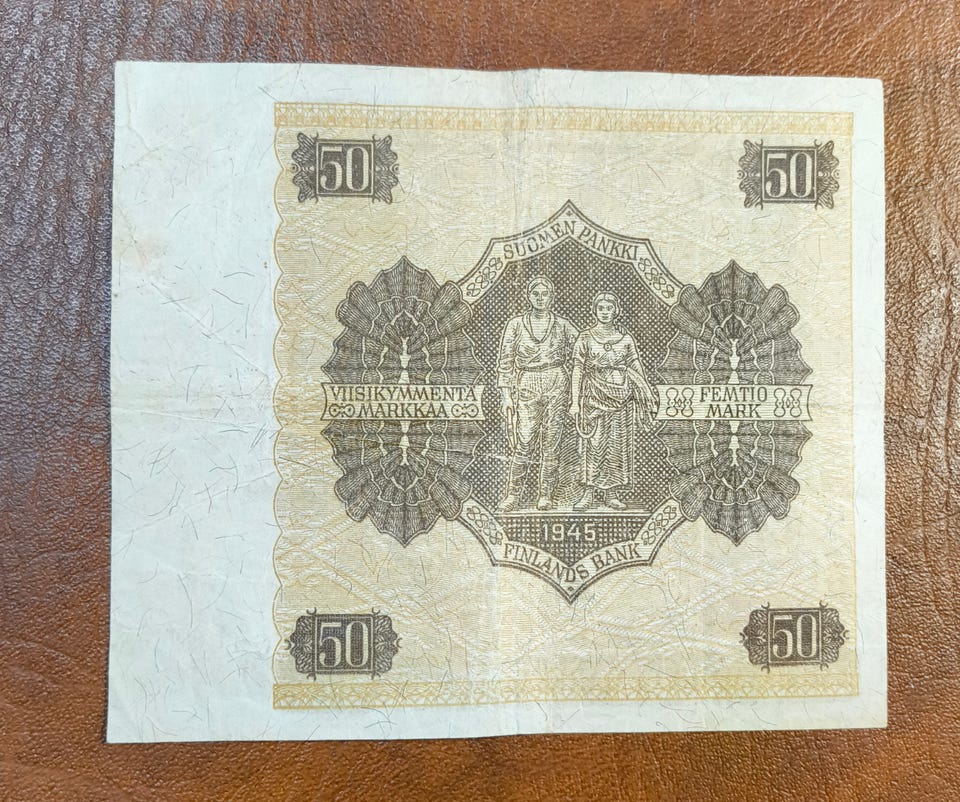 50
50
SUOMEN PANKKI
VIISIKYMMENTÄ
MARKKAA
FEMTIO
MARK
1945
FINLANDS BANK
50
50